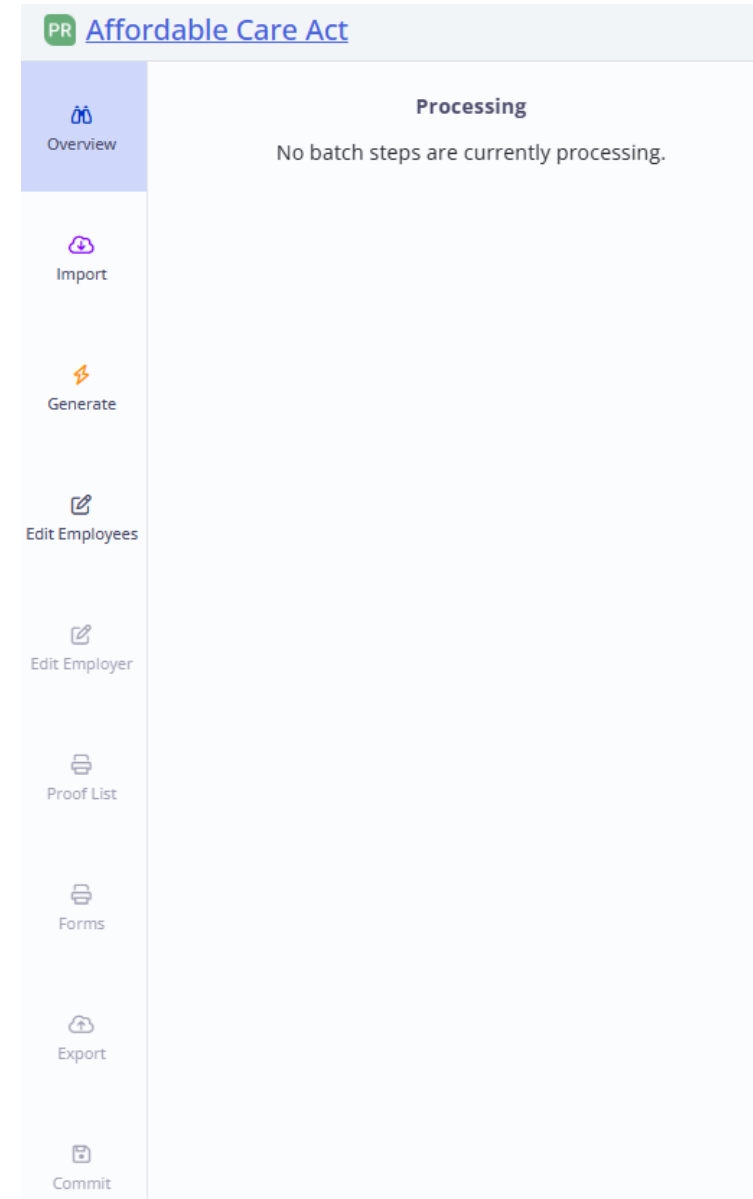 PR Affordable Care Act
Overview
Processing
No batch steps are currently processing.
Import
Generate
Edit Employees
Edit Employer
Proof List
Forms
Export
Commit